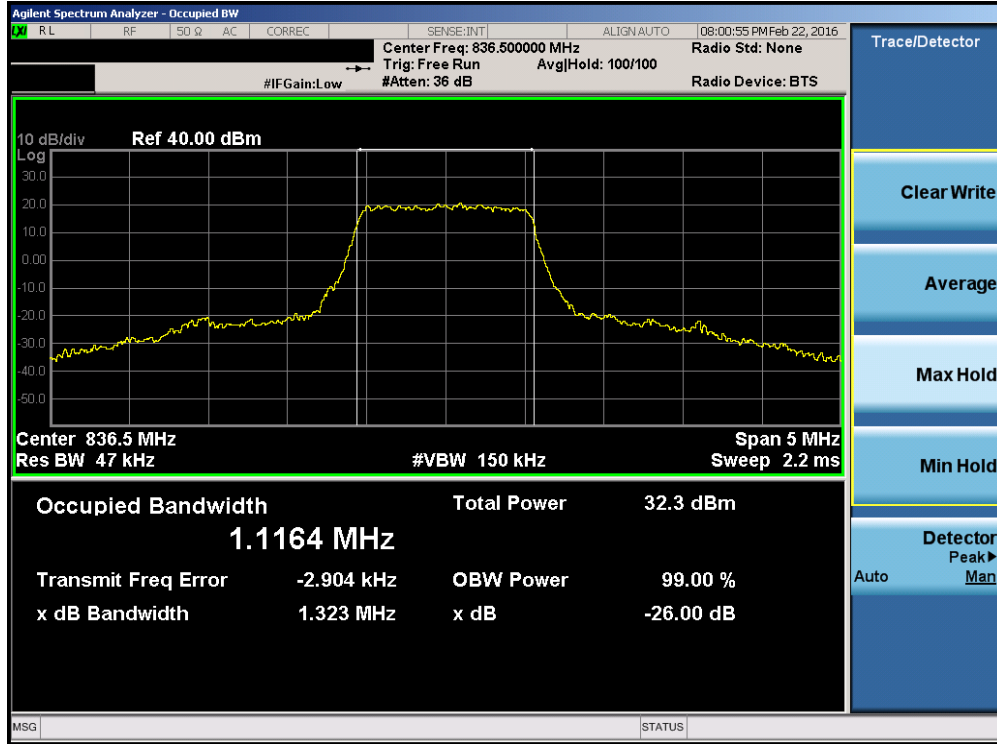 Agilent Spectrum Analyzer - Occupied BW
LXI RL RF 50 Ω AC CORREC SENSE:INT ALIGN AUTO 08:00:55 PM Feb 22, 2016
Center Freq: 836.500000 MHz Radio Std: None
Trig: Free Run Avg|Hold: 100/100
#IFGain:Low #Atten: 36 dB Radio Device: BTS
10 dB/div Ref 40.00 dBm
Log
30.0
20.0
10.0
0.00
-10.0
-20.0
-30.0
-40.0
-50.0
Center 836.5 MHz Span 5 MHz
Res BW 47 kHz #VBW 150 kHz Sweep 2.2 ms
Occupied Bandwidth Total Power 32.3 dBm
1.1164 MHz
Transmit Freq Error -2.904 kHz OBW Power 99.00 %
x dB Bandwidth 1.323 MHz x dB -26.00 dB
MSG STATUS
Trace/Detector
Clear Write
Average
Max Hold
Min Hold
Detector
Peak▶
Auto Man